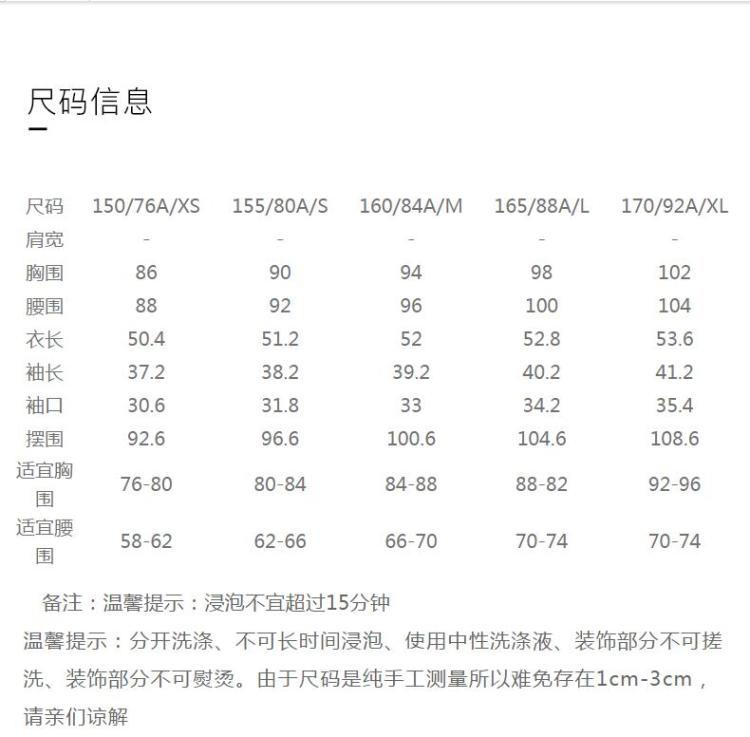 尺码信息
尺码 150/76A/XS 155/80A/S 160/84A/M 165/88A/L 170/92A/XL
肩宽 - - - - -
胸围 86 90 94 98 102
腰围 88 92 96 100 104
衣长 50.4 51.2 52 52.8 53.6
袖长 37.2 38.2 39.2 40.2 41.2
袖口 30.6 31.8 33 34.2 35.4
摆围 92.6 96.6 100.6 104.6 108.6
适宜胸
围 76-80 80-84 84-88 88-82 92-96
适宜腰
围 58-62 62-66 66-70 70-74 70-74
备注：温馨提示：浸泡不宜超过15分钟
温馨提示：分开洗涤、不可长时间浸泡、使用中性洗涤液、装饰部分不可搓
洗、装饰部分不可熨烫。由于尺码是纯手工测量所以难免存在1cm-3cm，
请亲们谅解